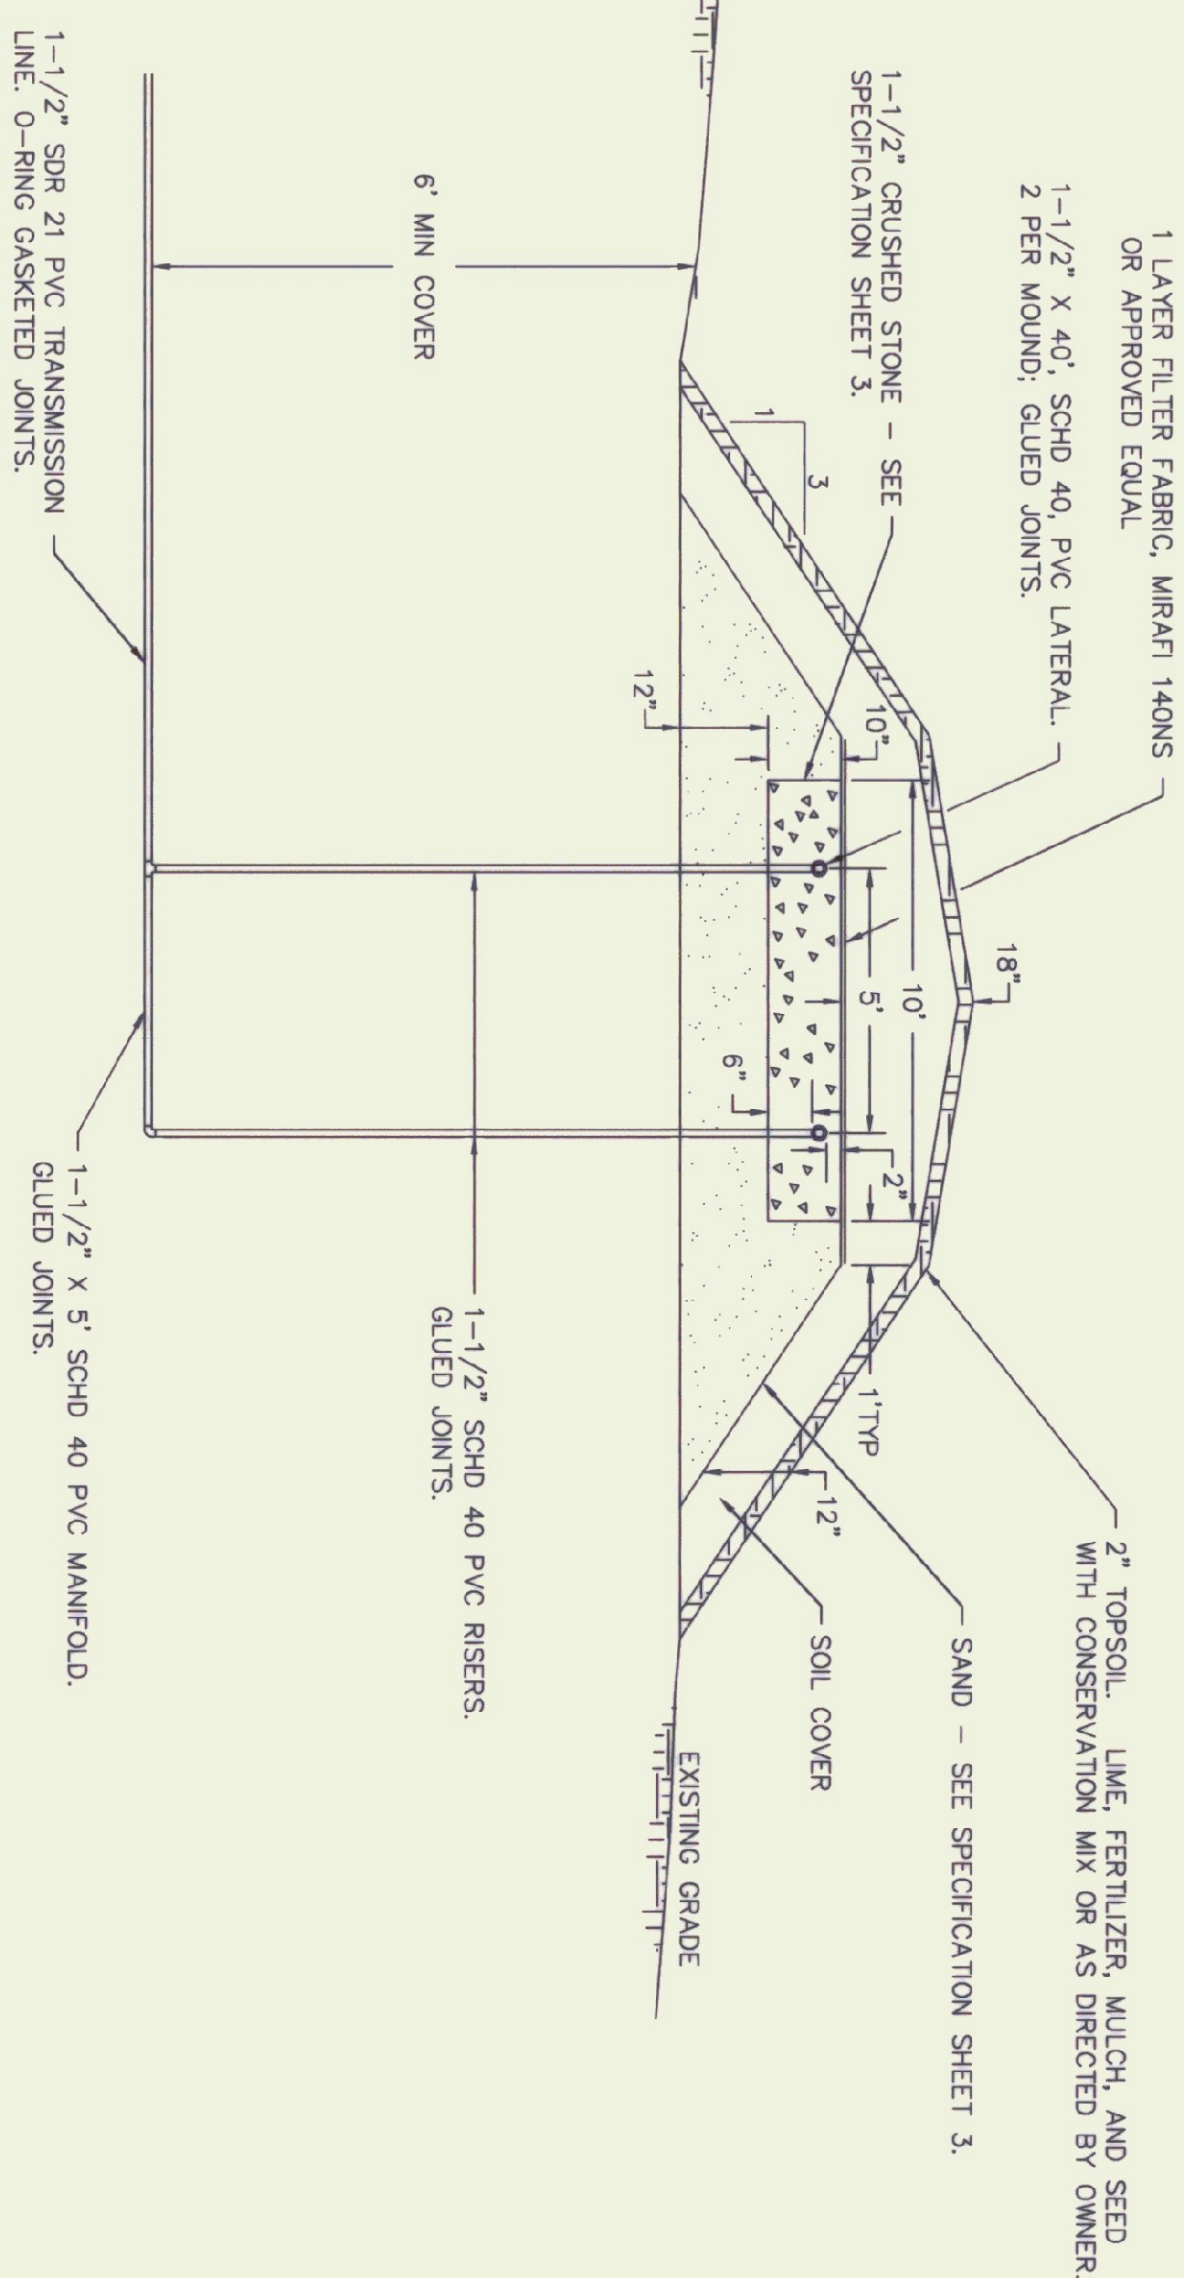 1 LAYER FILTER FABRIC, MIRAFI 140NS
OR APPROVED EQUAL
1-1/2" X 40', SCHD 40, PVC LATERAL.
2 PER MOUND; GLUED JOINTS.
1-1/2" CRUSHED STONE - SEE
SPECIFICATION SHEET 3.
2" TOPSOIL. LIME, FERTILIZER, MULCH, AND SEED
WITH CONSERVATION MIX OR AS DIRECTED BY OWNER.
SAND - SEE SPECIFICATION SHEET 3.
SOIL COVER
18"
10'
5'
10"
2"
1'TYP
12"
1
3
6"
12"
EXISTING GRADE
6' MIN COVER
1-1/2" SCHD 40 PVC RISERS.
GLUED JOINTS.
1-1/2" SDR 21 PVC TRANSMISSION
LINE. O-RING GASKETED JOINTS.
1-1/2" X 5' SCHD 40 PVC MANIFOLD.
GLUED JOINTS.